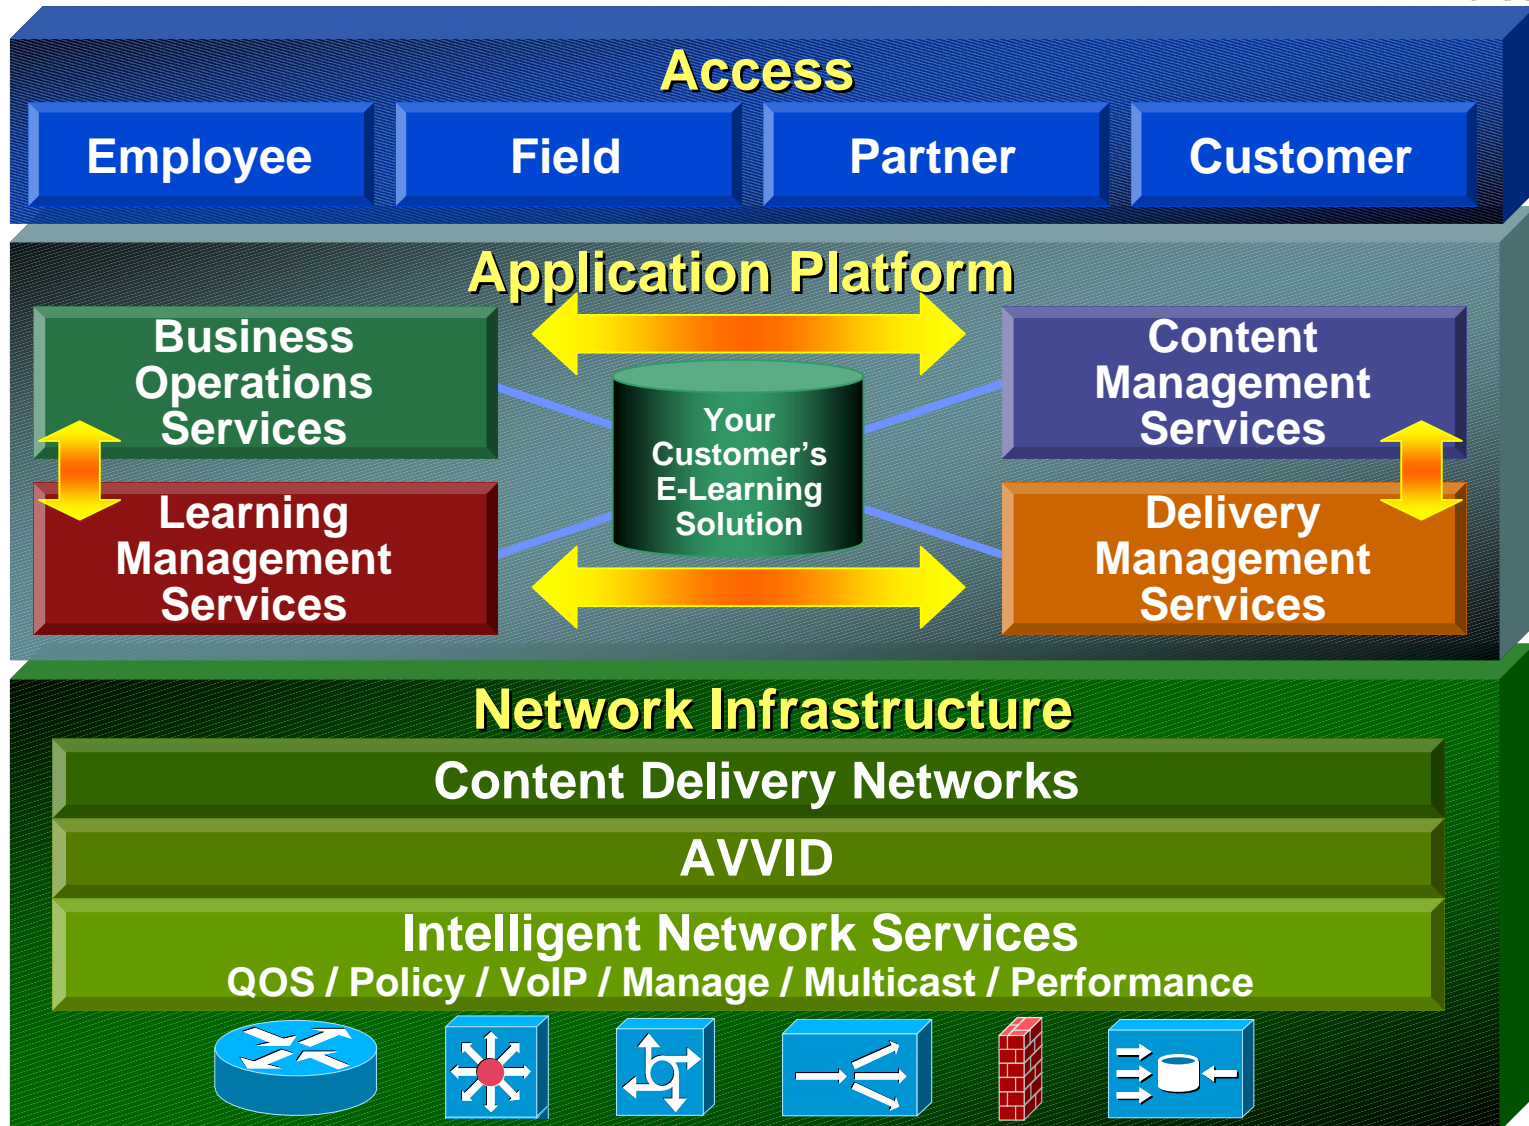 Access
Employee
Field
Partner
Customer
Application Platform
Business
Operations
Services
Content
Management
Services
Your
Customer’s
E-Learning
Solution
Learning
Management
Services
Delivery
Management
Services
Network Infrastructure
Content Delivery Networks
AVVID
Intelligent Network Services
QOS / Policy / VoIP / Manage / Multicast / Performance